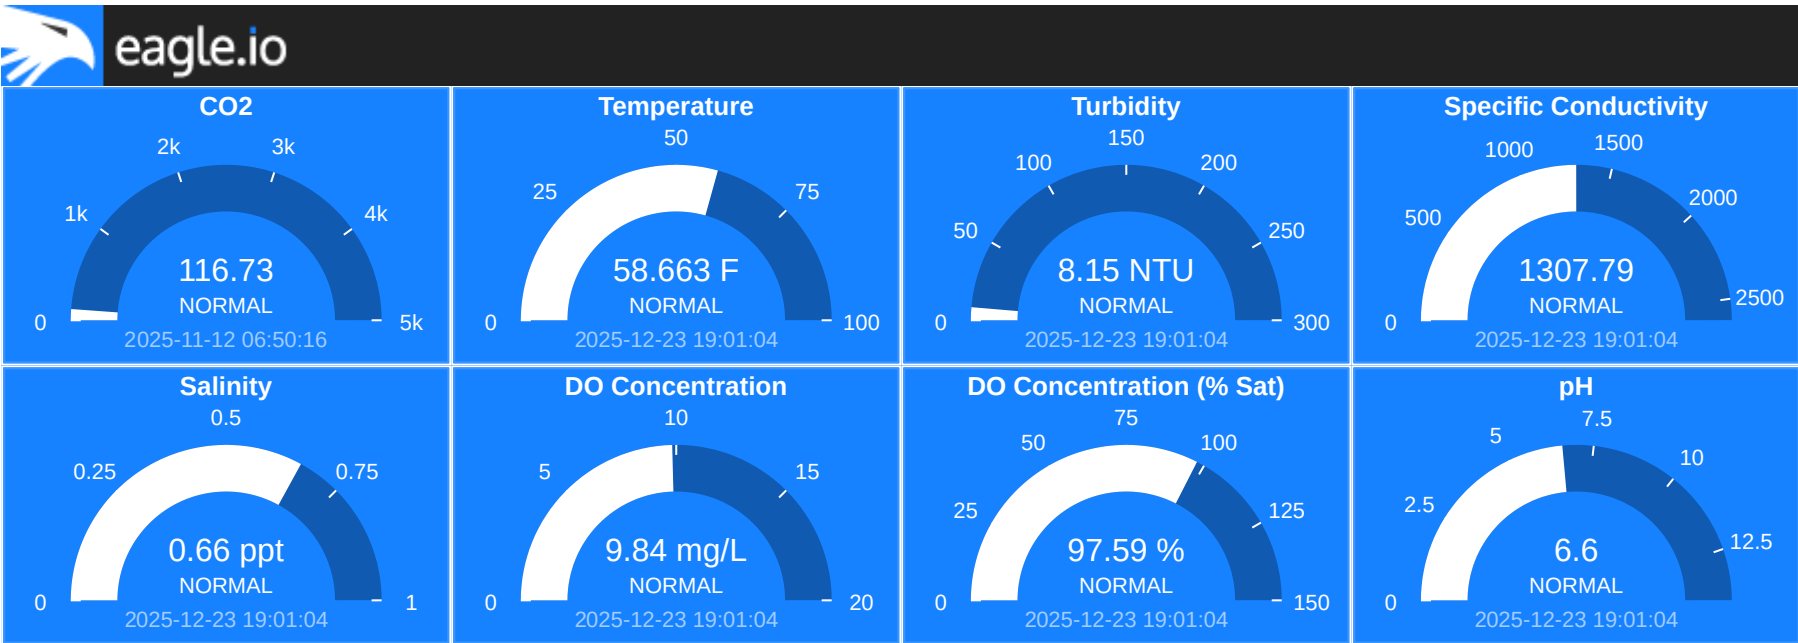 eagle.io
CO2
0
1k
2k
3k
4k
5k
116.73
NORMAL
2025-11-12 06:50:16
Temperature
0
25
50
75
100
58.663 F
NORMAL
2025-12-23 19:01:04
Turbidity
0
50
100
150
200
250
300
8.15 NTU
NORMAL
2025-12-23 19:01:04
Specific Conductivity
0
500
1000
1500
2000
2500
1307.79
NORMAL
2025-12-23 19:01:04
Salinity
0
0.25
0.5
0.75
1
0.66 ppt
NORMAL
2025-12-23 19:01:04
DO Concentration
0
5
10
15
20
9.84 mg/L
NORMAL
2025-12-23 19:01:04
DO Concentration (% Sat)
0
25
50
75
100
125
150
97.59 %
NORMAL
2025-12-23 19:01:04
pH
0
2.5
5
7.5
10
12.5
6.6
NORMAL
2025-12-23 19:01:04